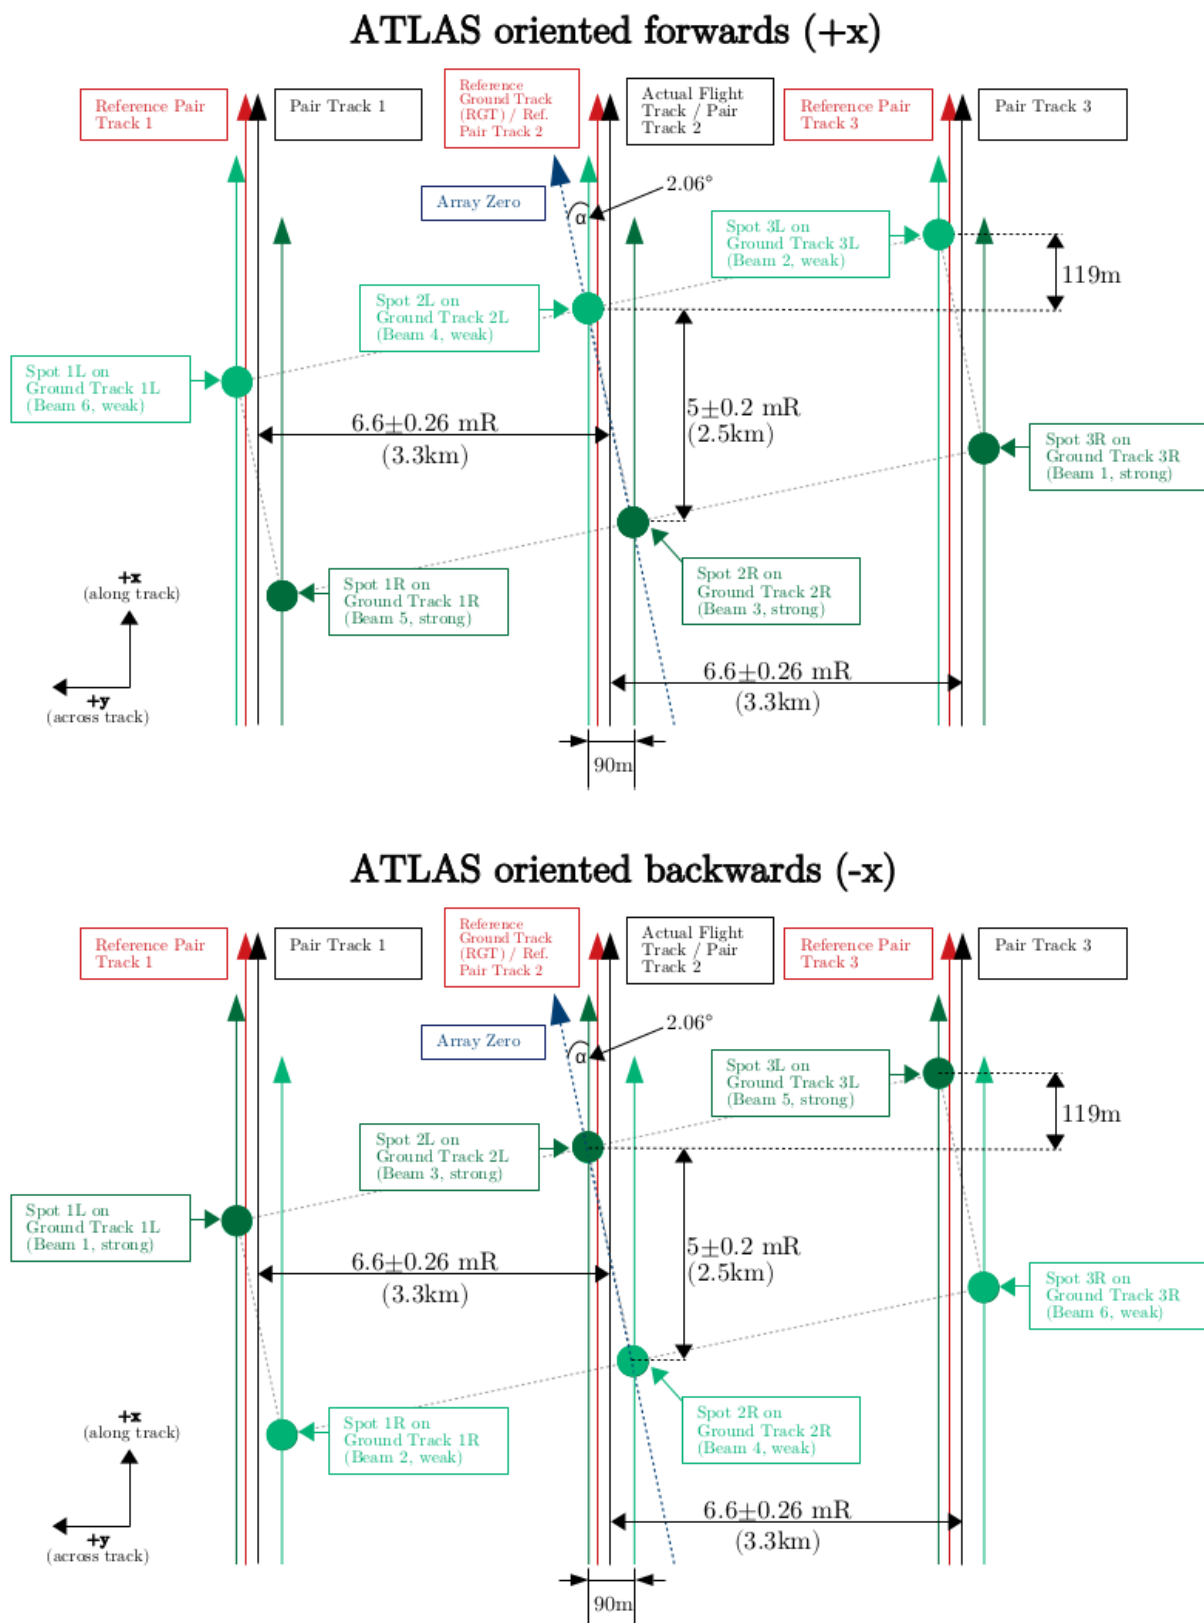 ATLAS oriented forwards (+x)
Reference Pair
Track 1
Pair Track 1
Reference
Ground Track
(RGT) / Ref.
Pair Track 2
Actual Flight
Track / Pair
Track 2
Reference Pair
Track 3
Pair Track 3
Array Zero
2.06°
α
Spot 3L on
Ground Track 3L
(Beam 2, weak)
119m
Spot 2L on
Ground Track 2L
(Beam 4, weak)
Spot 1L on
Ground Track 1L
(Beam 6, weak)
6.6±0.26 mR
(3.3km)
5±0.2 mR
(2.5km)
Spot 3R on
Ground Track 3R
(Beam 1, strong)
+x
(along track)
Spot 1R on
Ground Track 1R
(Beam 5, strong)
Spot 2R on
Ground Track 2R
(Beam 3, strong)
+y
(across track)
6.6±0.26 mR
(3.3km)
90m
ATLAS oriented backwards (-x)
Reference Pair
Track 1
Pair Track 1
Reference
Ground Track
(RGT) / Ref.
Pair Track 2
Actual Flight
Track / Pair
Track 2
Reference Pair
Track 3
Pair Track 3
Array Zero
2.06°
α
Spot 3L on
Ground Track 3L
(Beam 5, strong)
119m
Spot 2L on
Ground Track 2L
(Beam 3, strong)
Spot 1L on
Ground Track 1L
(Beam 1, strong)
6.6±0.26 mR
(3.3km)
5±0.2 mR
(2.5km)
Spot 3R on
Ground Track 3R
(Beam 6, weak)
+x
(along track)
Spot 1R on
Ground Track 1R
(Beam 2, weak)
Spot 2R on
Ground Track 2R
(Beam 4, weak)
+y
(across track)
6.6±0.26 mR
(3.3km)
90m